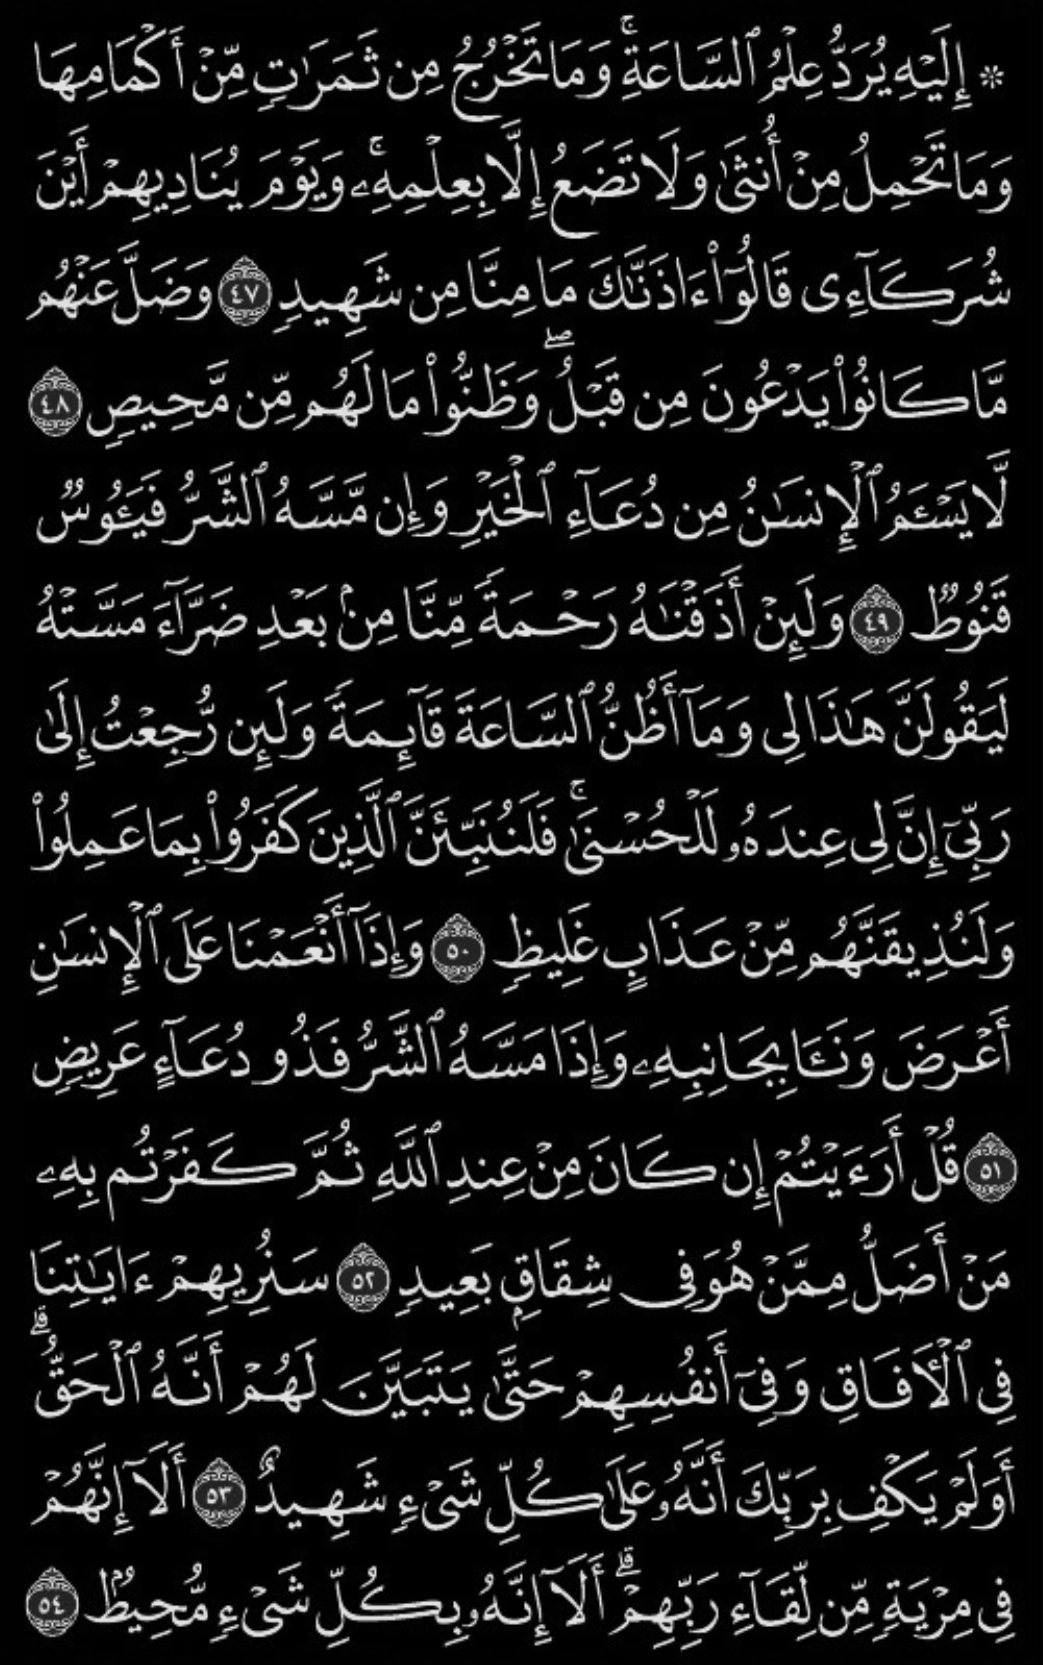 ۞ إِلَيْهِ يُرَدُّ عِلْمُ ٱلسَّاعَةِۚ وَمَا تَخْرُجُ مِن ثَمَرَٰتٍ مِّنْ أَكْمَامِهَا
وَمَا تَحْمِلُ مِنْ أُنثَىٰ وَلَا تَضَعُ إِلَّا بِعِلْمِهِۦۚ وَيَوْمَ يُنَادِيهِمْ أَيْنَ
شُرَكَآءِى قَالُوٓا۟ ءَاذَنَّٰكَ مَا مِنَّا مِن شَهِيدٍ ٤٧ وَضَلَّ عَنْهُم
مَّا كَانُوا۟ يَدْعُونَ مِن قَبْلُۖ وَظَنُّوا۟ مَا لَهُم مِّن مَّحِيصٍ ٤٨
لَّا يَسْـَٔمُ ٱلْإِنسَٰنُ مِن دُعَآءِ ٱلْخَيْرِ وَإِن مَّسَّهُ ٱلشَّرُّ فَيَـُٔوسٌ
قَنُوطٌ ٤٩ وَلَئِنْ أَذَقْنَٰهُ رَحْمَةً مِّنَّا مِنۢ بَعْدِ ضَرَّآءَ مَسَّتْهُ
لَيَقُولَنَّ هَٰذَا لِى وَمَآ أَظُنُّ ٱلسَّاعَةَ قَآئِمَةً وَلَئِن رُّجِعْتُ إِلَىٰ
رَبِّىٓ إِنَّ لِى عِندَهُۥ لَلْحُسْنَىٰۚ فَلَنُنَبِّئَنَّ ٱلَّذِينَ كَفَرُوا۟ بِمَا عَمِلُوا۟
وَلَنُذِيقَنَّهُم مِّنْ عَذَابٍ غَلِيظٍ ٥٠ وَإِذَآ أَنْعَمْنَا عَلَى ٱلْإِنسَٰنِ
أَعْرَضَ وَنَـَٔا بِجَانِبِهِۦ وَإِذَا مَسَّهُ ٱلشَّرُّ فَذُو دُعَآءٍ عَرِيضٍ
٥١ قُلْ أَرَءَيْتُمْ إِن كَانَ مِنْ عِندِ ٱللَّهِ ثُمَّ كَفَرْتُم بِهِۦ
مَنْ أَضَلُّ مِمَّنْ هُوَ فِى شِقَاقٍۭ بَعِيدٍ ٥٢ سَنُرِيهِمْ ءَايَٰتِنَا
فِى ٱلْـَٔافَاقِ وَفِىٓ أَنفُسِهِمْ حَتَّىٰ يَتَبَيَّنَ لَهُمْ أَنَّهُ ٱلْحَقُّۗ
أَوَلَمْ يَكْفِ بِرَبِّكَ أَنَّهُۥ عَلَىٰ كُلِّ شَىْءٍ شَهِيدٌ ٥٣ أَلَآ إِنَّهُمْ
فِى مِرْيَةٍ مِّن لِّقَآءِ رَبِّهِمْۗ أَلَآ إِنَّهُۥ بِكُلِّ شَىْءٍ مُّحِيطٌۢ ٥٤